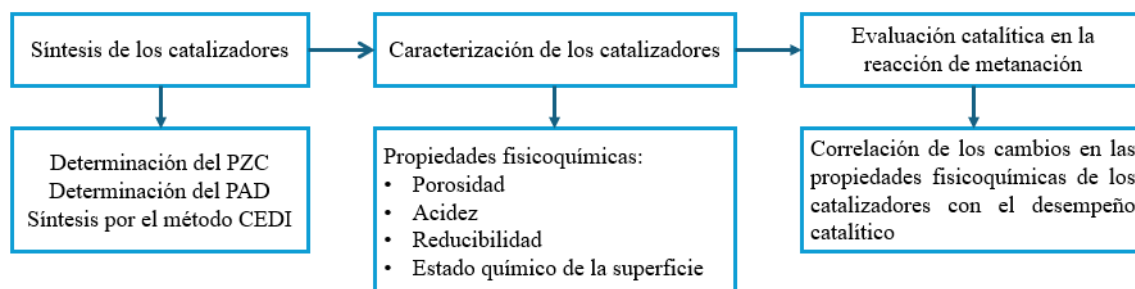 Síntesis de los catalizadores
Caracterización de los catalizadores
Evaluación catalítica en la
reacción de metanación
Determinación del PZC
Determinación del PAD
Síntesis por el método CEDI
Propiedades fisicoquímicas:
• Porosidad
• Acidez
• Reducibilidad
• Estado químico de la superficie
Correlación de los cambios en las
propiedades fisicoquímicas de los
catalizadores con el desempeño
catalítico